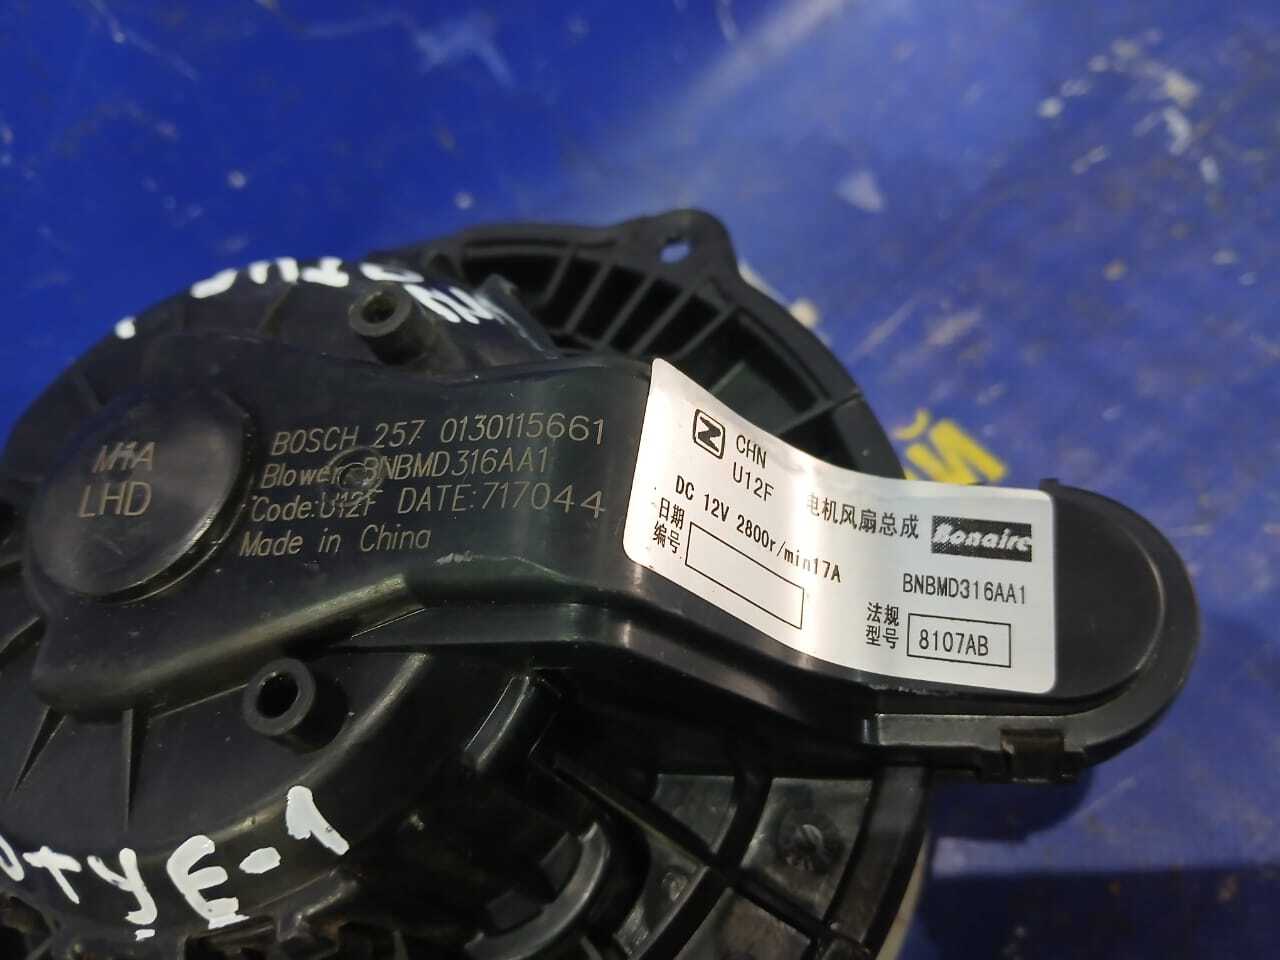 M1A
LHD
BOSCH 257 0130115661
Blower: BNBMD316AA1
Code:U12F DATE:717044
Made in China
Z
CHN
U12F
DC 12V 2800r/min17A
日期
编号
电机风扇总成
Bonaire
BNBMD316AA1
法规
型号
8107AB
Е-1